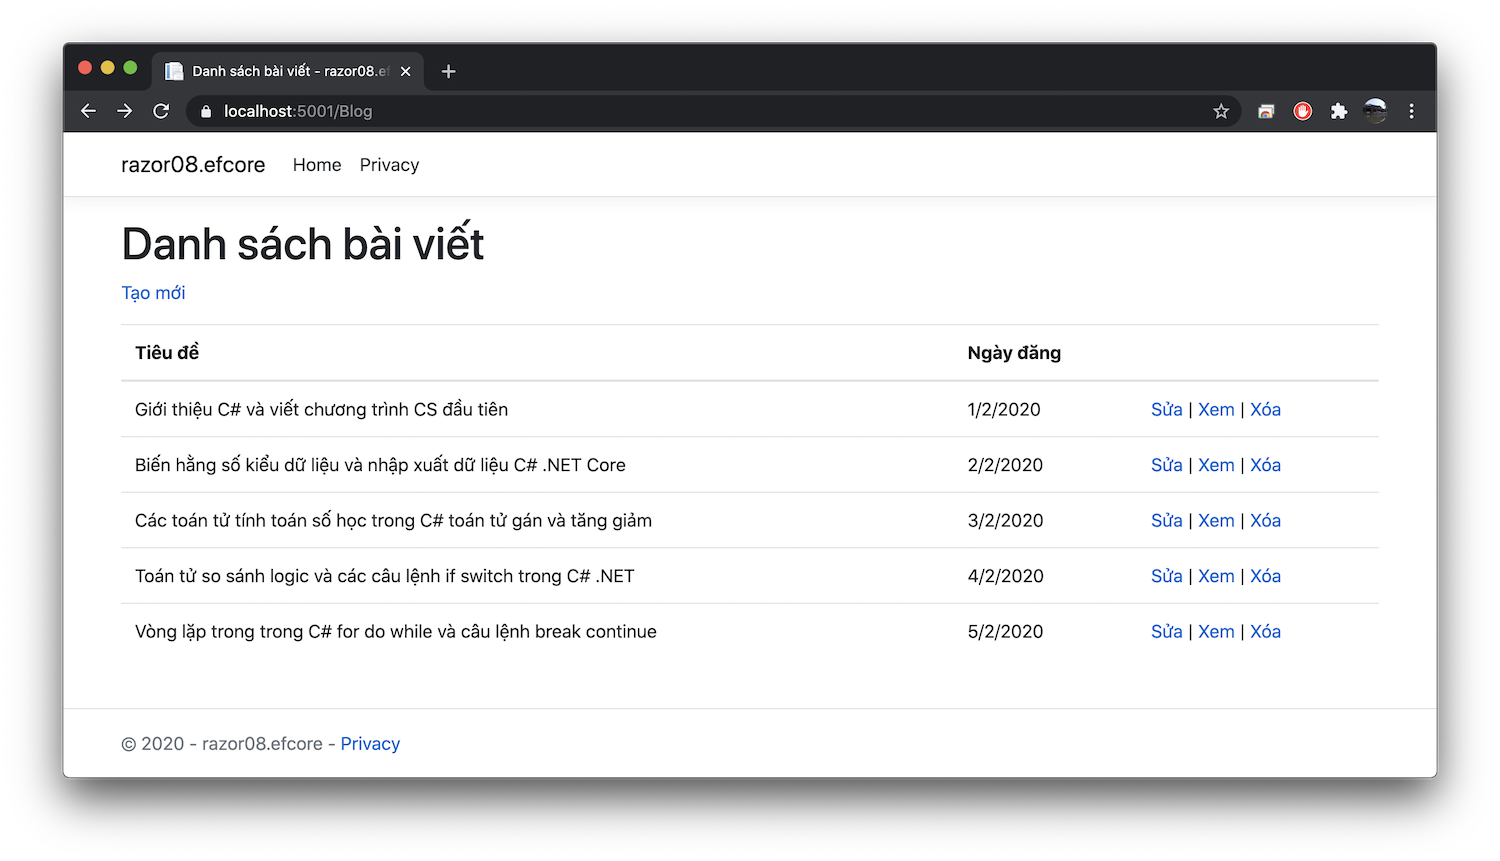 Danh sách bài viết - razor08.ef
localhost:5001/Blog
razor08.efcore Home Privacy
Danh sách bài viết
Tạo mới
Tiêu đề Ngày đăng
Giới thiệu C# và viết chương trình CS đầu tiên 1/2/2020 Sửa | Xem | Xóa
Biến hằng số kiểu dữ liệu và nhập xuất dữ liệu C# .NET Core 2/2/2020 Sửa | Xem | Xóa
Các toán tử tính toán số học trong C# toán tử gán và tăng giảm 3/2/2020 Sửa | Xem | Xóa
Toán tử so sánh logic và các câu lệnh if switch trong C# .NET 4/2/2020 Sửa | Xem | Xóa
Vòng lặp trong trong C# for do while và câu lệnh break continue 5/2/2020 Sửa | Xem | Xóa
© 2020 - razor08.efcore - Privacy